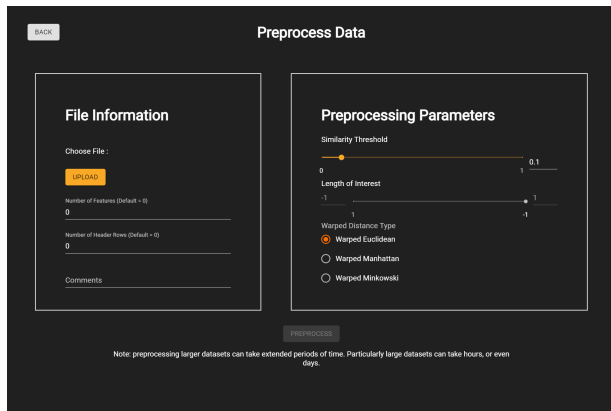 BACK
Preprocess Data
File Information
Choose File :
UPLOAD
Number of Features (Default = 0)
0
Number of Header Rows (Default = 0)
0
Comments
Preprocessing Parameters
Similarity Threshold
0.1
0 1
Length of Interest
-1 1
1 -1
Warped Distance Type
Warped Euclidean
Warped Manhattan
Warped Minkowski
PREPROCESS
Note: preprocessing larger datasets can take extended periods of time. Particularly large datasets can take hours, or even
days.